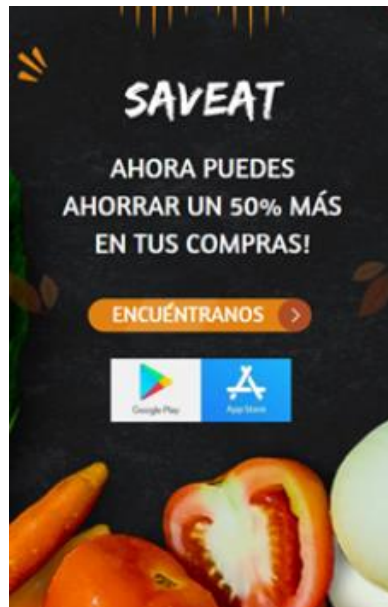 SAVEAT
AHORA PUEDES
AHORRAR UN 50% MÁS
EN TUS COMPRAS!
ENCUÉNTRANOS >
Google Play
App Store